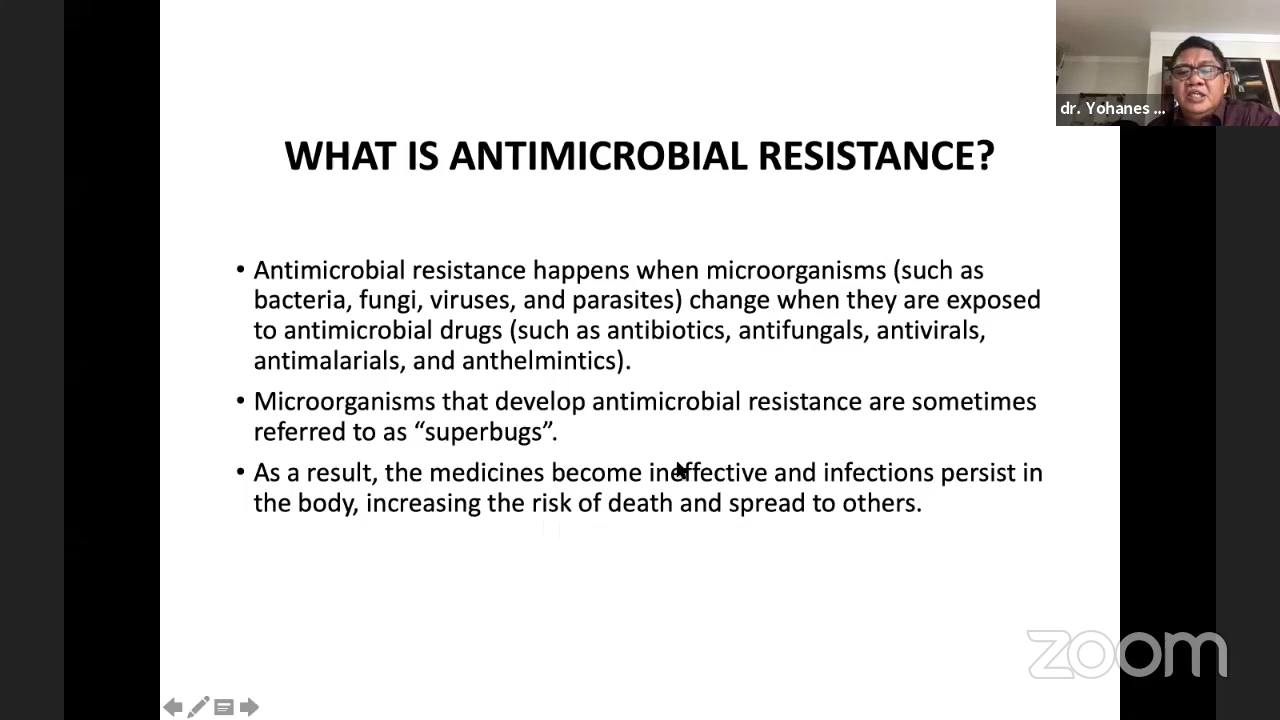 dr. Yohanes ...
WHAT IS ANTIMICROBIAL RESISTANCE?
• Antimicrobial resistance happens when microorganisms (such as
bacteria, fungi, viruses, and parasites) change when they are exposed
to antimicrobial drugs (such as antibiotics, antifungals, antivirals,
antimalarials, and anthelmintics).
• Microorganisms that develop antimicrobial resistance are sometimes
referred to as “superbugs”.
• As a result, the medicines become ineffective and infections persist in
the body, increasing the risk of death and spread to others.
zoom